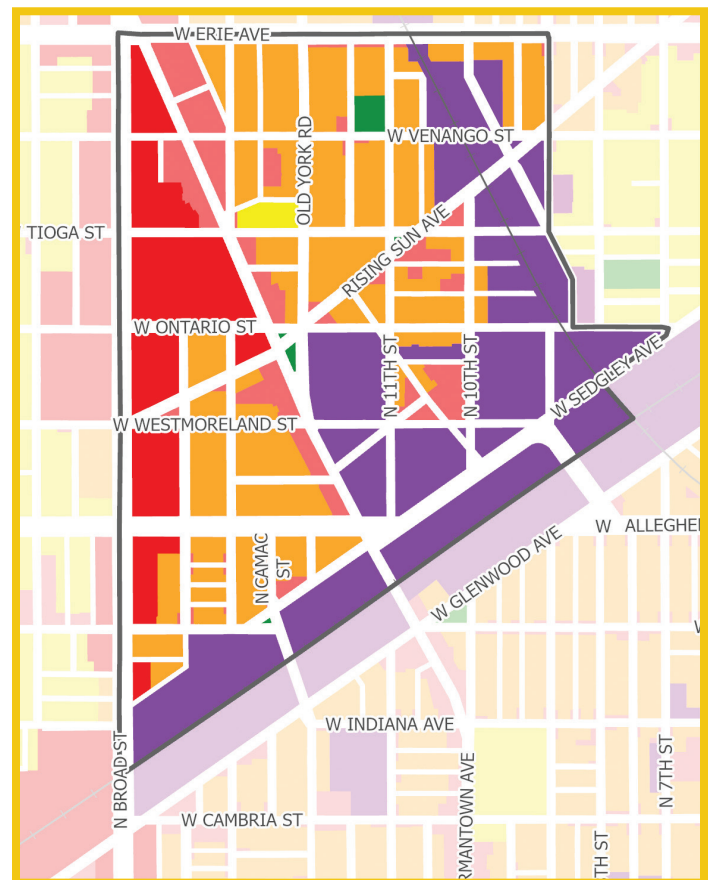 W ERIE AVE
OLD YORK RD
W VENANGO ST
TIOGA ST
RISING SUN AVE
W ONTARIO ST
N 11TH ST
N 10TH ST
W SEDGLEY AVE
W WESTMORELAND ST
W ALLEGHE
N CAMAC
ST
W GLENWOOD AVE
W INDIANA AVE
N BROAD ST
W CAMBRIA ST
RMANTOWN AVE
TH ST
N 7TH ST